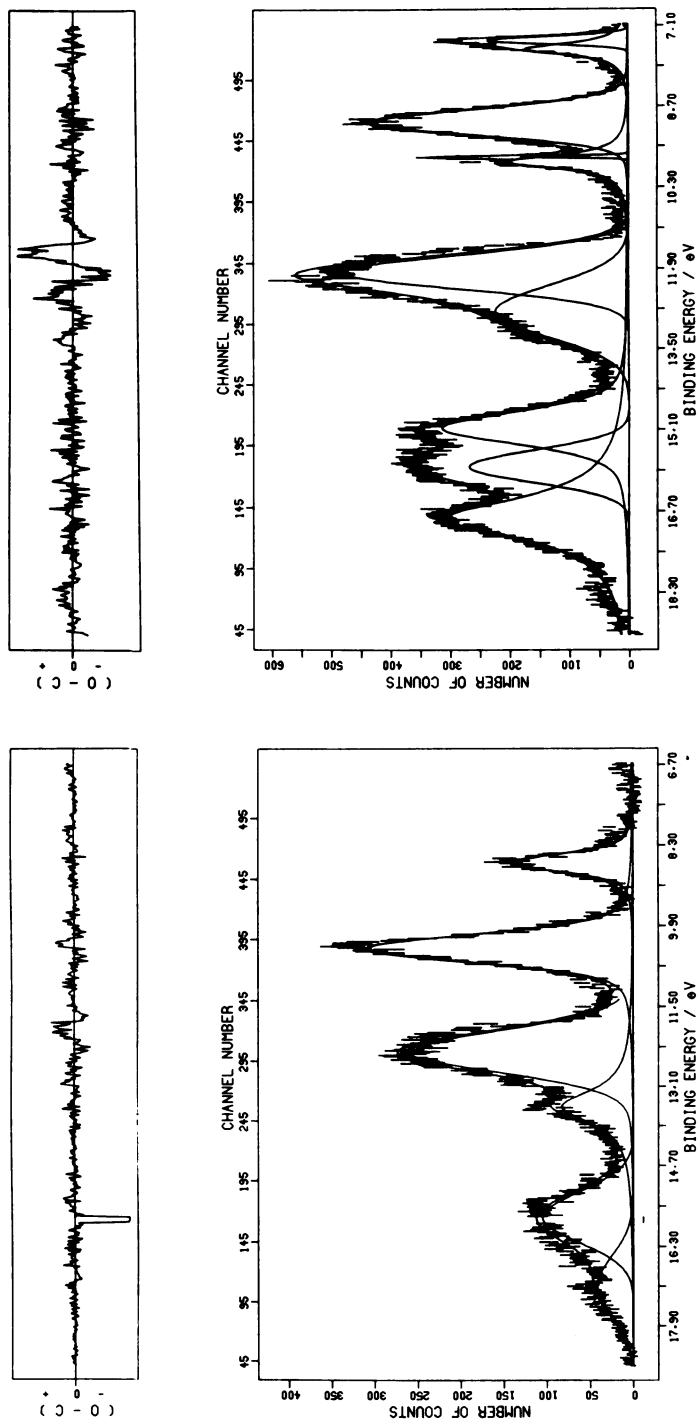 ( O - C )
+
0
-
CHANNEL NUMBER
45 95 145 195 245 295 345 395 445 495
NUMBER OF COUNTS
400
350
300
250
200
150
100
50
0
17·90 16·30 14·70 13·10 11·50 9·90 8·30 6·70
BINDING ENERGY / eV
( O - C )
+
0
-
CHANNEL NUMBER
45 95 145 195 245 295 345 395 445 495
NUMBER OF COUNTS
600
500
400
300
200
100
0
18·30 16·70 15·10 13·50 11·90 10·30 8·70 7·10
BINDING ENERGY / eV